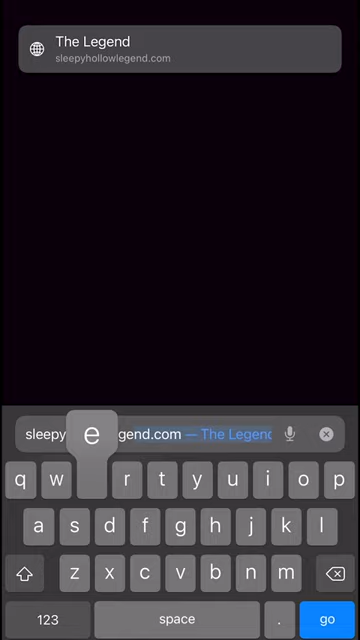 The Legend
sleepyhollowlegend.com
sleepy gend.com — The Legend
e
q w r t y u i o p
a s d f g h j k l
z x c v b n m
123 space . go